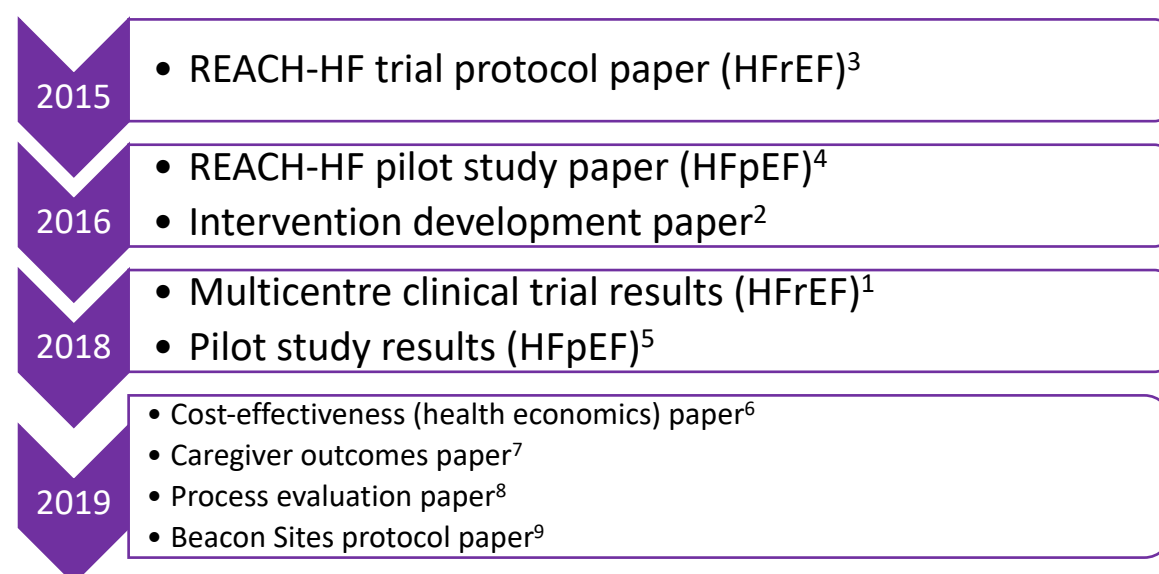 2015
• REACH-HF trial protocol paper (HFrEF)³
2016
• REACH-HF pilot study paper (HFpEF)⁴
• Intervention development paper²
2018
• Multicentre clinical trial results (HFrEF)¹
• Pilot study results (HFpEF)⁵
2019
• Cost-effectiveness (health economics) paper⁶
• Caregiver outcomes paper⁷
• Process evaluation paper⁸
• Beacon Sites protocol paper⁹